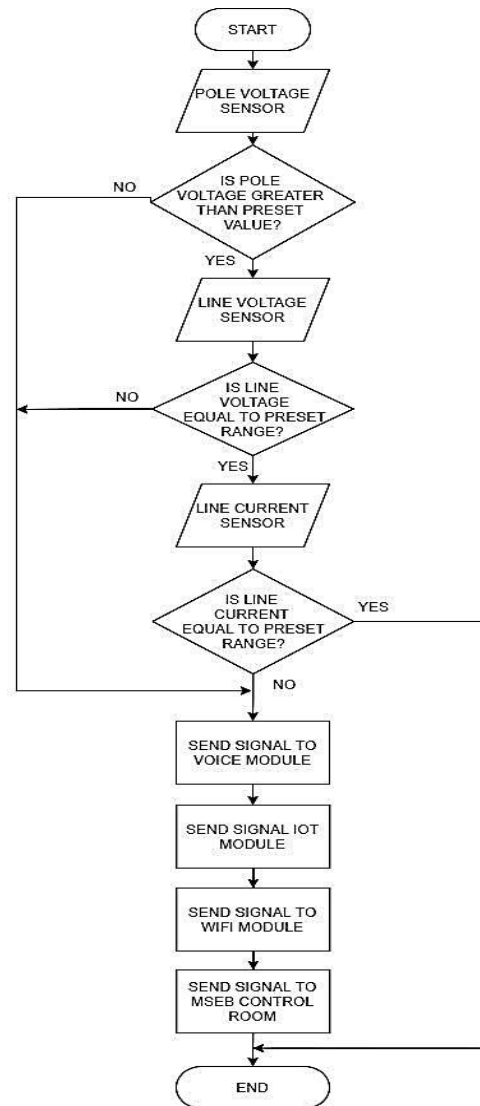 START
POLE VOLTAGE
SENSOR
NO
IS POLE
VOLTAGE GREATER
THAN PRESET
VALUE?
YES
LINE VOLTAGE
SENSOR
NO
IS LINE
VOLTAGE
EQUAL TO PRESET
RANGE?
YES
LINE CURRENT
SENSOR
IS LINE
CURRENT
EQUAL TO PRESET
RANGE?
YES
NO
SEND SIGNAL TO
VOICE MODULE
SEND SIGNAL IOT
MODULE
SEND SIGNAL TO
WIFI MODULE
SEND SIGNAL TO
MSEB CONTROL
ROOM
END